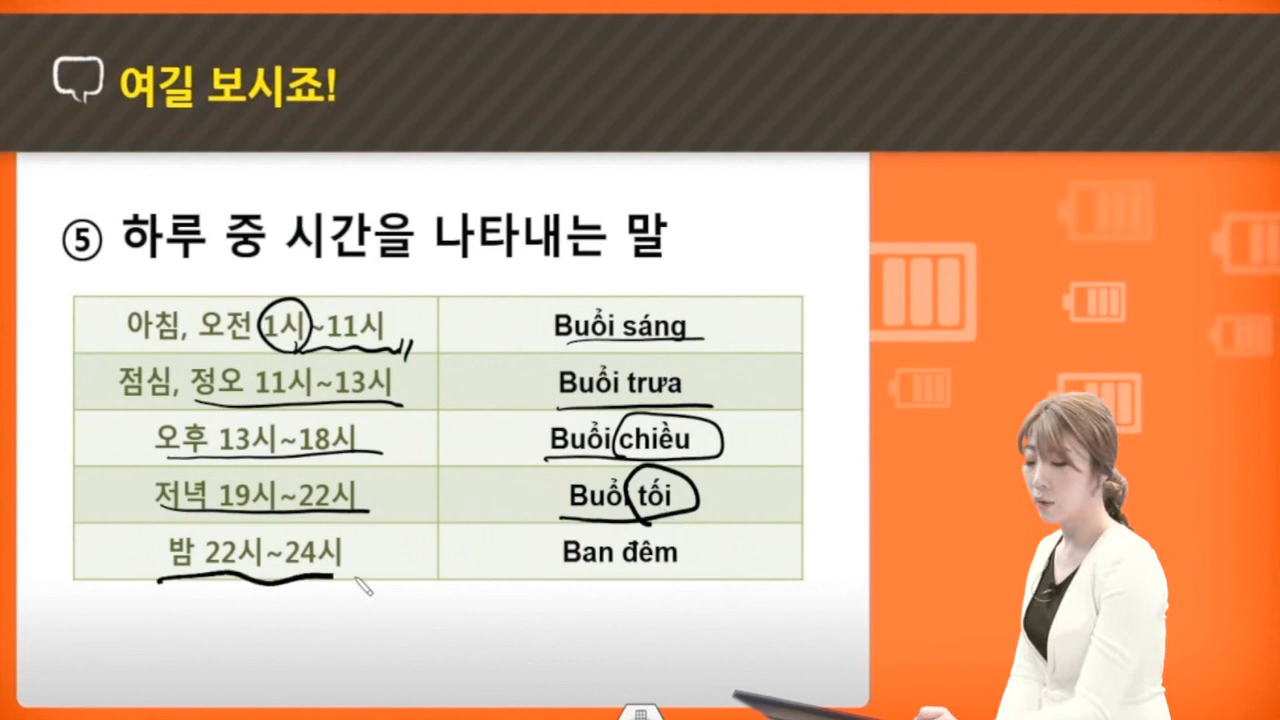 여길 보시죠!
⑤ 하루 중 시간을 나타내는 말
아침, 오전 1시~11시 Buổi sáng
점심, 정오 11시~13시 Buổi trưa
오후 13시~18시 Buổi chiều
저녁 19시~22시 Buổi tối
밤 22시~24시 Ban đêm